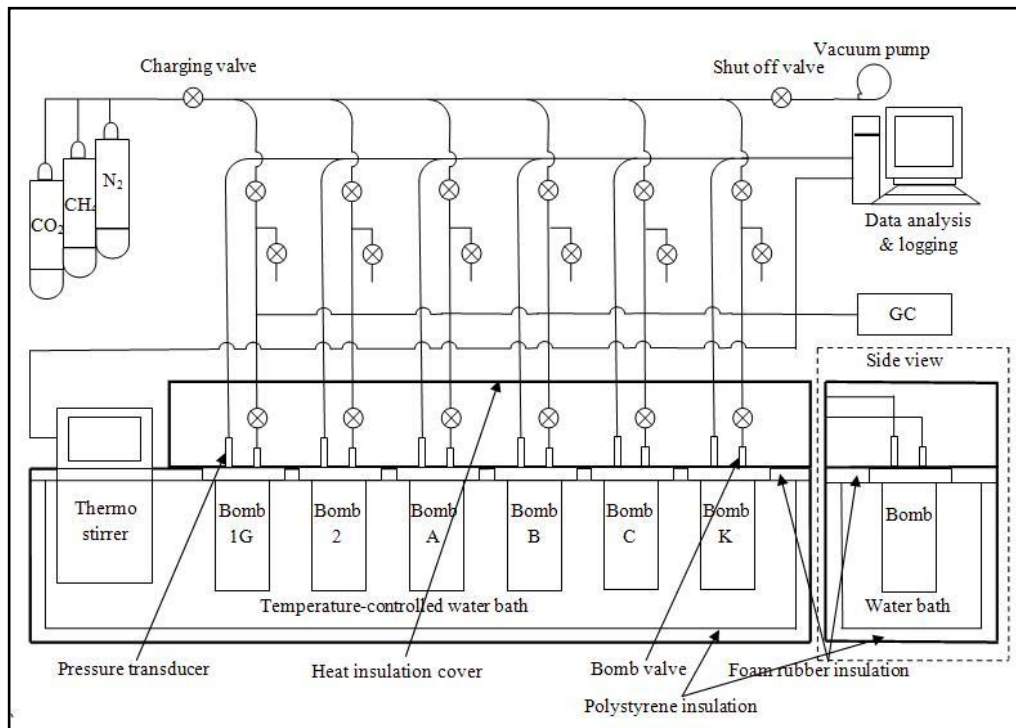 Vacuum pump
Charging valve
Shut off valve
N2
CH4
CO2
Data analysis
& logging
GC
Side view
Thermo
stirrer
Bomb
1G
Bomb
2
Bomb
A
Bomb
B
Bomb
C
Bomb
K
Bomb
Temperature-controlled water bath
Water bath
Pressure transducer
Heat insulation cover
Bomb valve
Foam rubber insulation
Polystyrene insulation